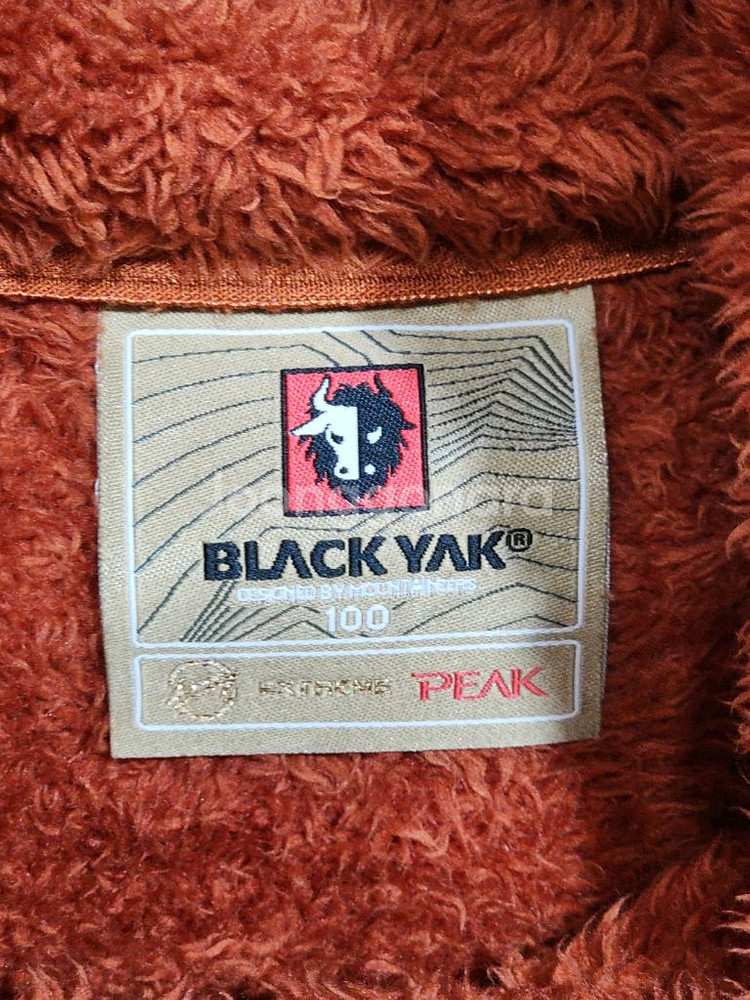 BLACK YAK®
DESIGNED BY MOUNTAINEERS
100
EXTREME PEAK